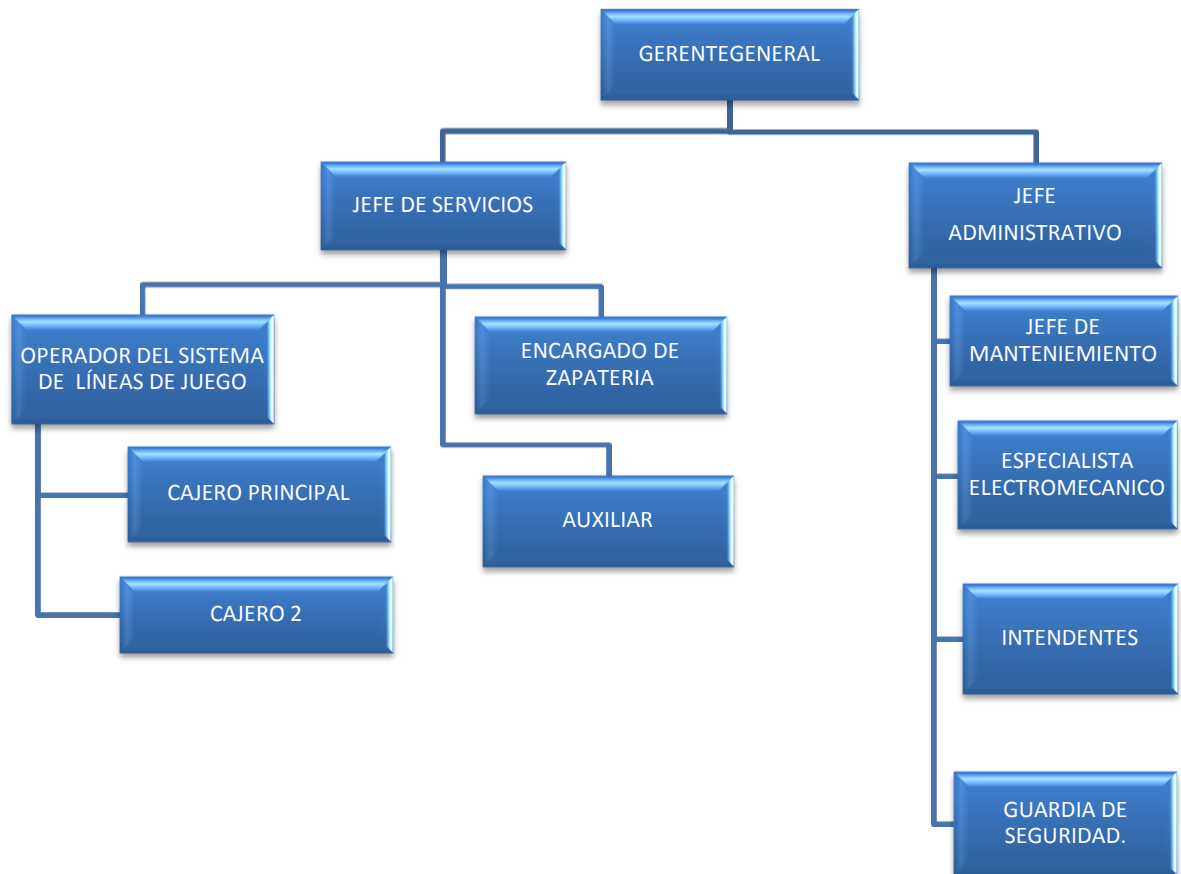 GERENTEGENERAL
JEFE DE SERVICIOS
JEFE
ADMINISTRATIVO
OPERADOR DEL SISTEMA
DE LÍNEAS DE JUEGO
ENCARGADO DE
ZAPATERIA
JEFE DE
MANTENIEMIENTO
CAJERO PRINCIPAL
AUXILIAR
ESPECIALISTA
ELECTROMECANICO
CAJERO 2
INTENDENTES
GUARDIA DE
SEGURIDAD.